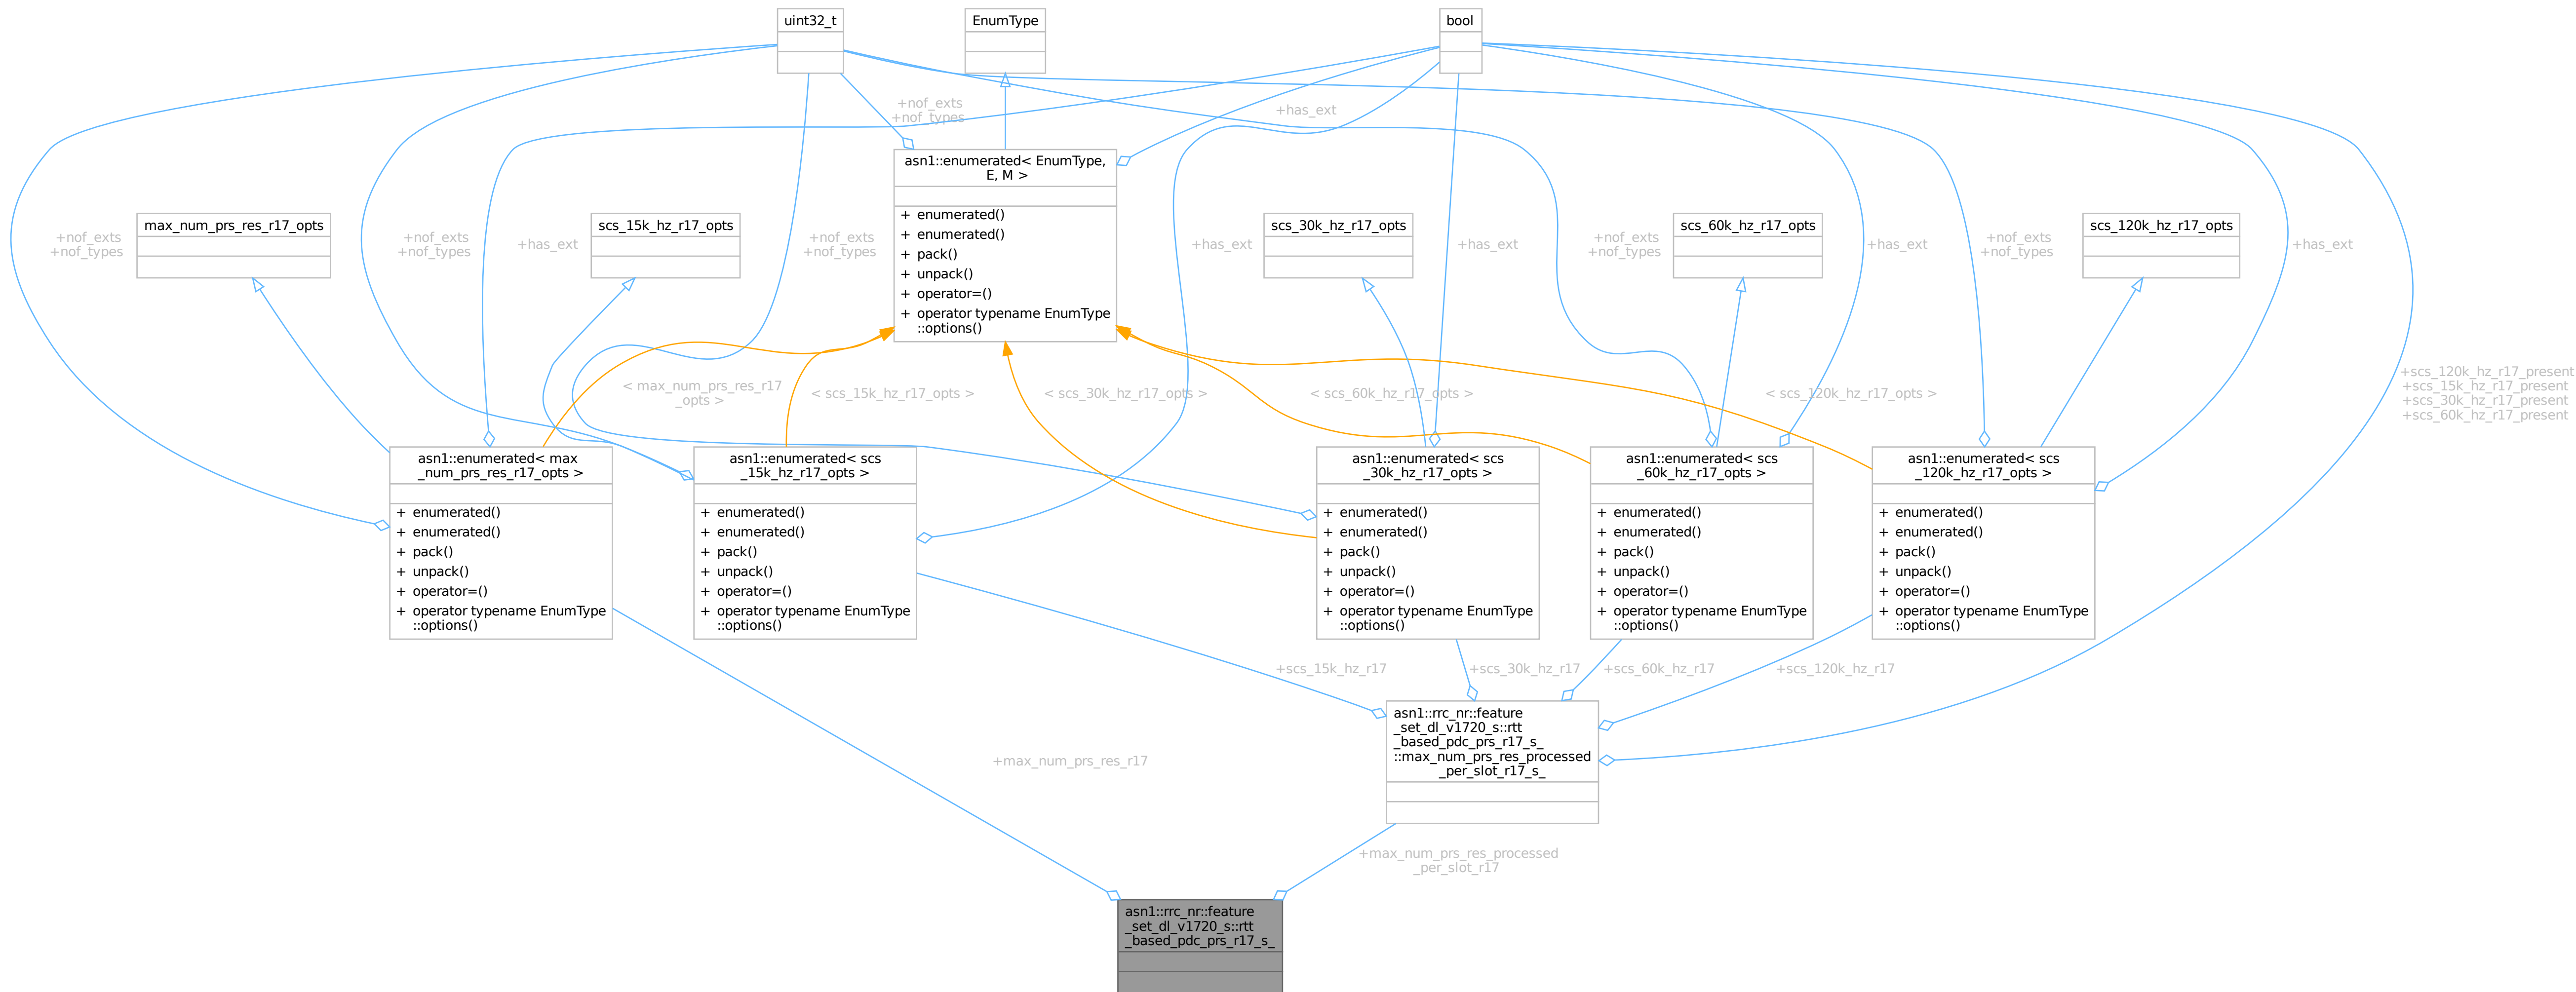 uint32_t
EnumType
bool
+nof_exts
+nof_types
+has_ext
asn1::enumerated< EnumType,
E, M >
+ enumerated()
+ enumerated()
+ pack()
+ unpack()
+ operator=()
+ operator typename EnumType
::options()
max_num_prs_res_r17_opts
scs_15k_hz_r17_opts
scs_30k_hz_r17_opts
scs_60k_hz_r17_opts
scs_120k_hz_r17_opts
+nof_exts
+nof_types
+nof_exts
+nof_types
+has_ext
+nof_exts
+nof_types
+has_ext
+has_ext
+nof_exts
+nof_types
+has_ext
+nof_exts
+nof_types
+has_ext
+scs_120k_hz_r17_present
+scs_15k_hz_r17_present
+scs_30k_hz_r17_present
+scs_60k_hz_r17_present
< max_num_prs_res_r17
_opts >
< scs_15k_hz_r17_opts >
< scs_30k_hz_r17_opts >
< scs_60k_hz_r17_opts >
< scs_120k_hz_r17_opts >
asn1::enumerated< max
_num_prs_res_r17_opts >
+ enumerated()
+ enumerated()
+ pack()
+ unpack()
+ operator=()
+ operator typename EnumType
::options()
asn1::enumerated< scs
_15k_hz_r17_opts >
+ enumerated()
+ enumerated()
+ pack()
+ unpack()
+ operator=()
+ operator typename EnumType
::options()
asn1::enumerated< scs
_30k_hz_r17_opts >
+ enumerated()
+ enumerated()
+ pack()
+ unpack()
+ operator=()
+ operator typename EnumType
::options()
asn1::enumerated< scs
_60k_hz_r17_opts >
+ enumerated()
+ enumerated()
+ pack()
+ unpack()
+ operator=()
+ operator typename EnumType
::options()
asn1::enumerated< scs
_120k_hz_r17_opts >
+ enumerated()
+ enumerated()
+ pack()
+ unpack()
+ operator=()
+ operator typename EnumType
::options()
+scs_15k_hz_r17
+scs_30k_hz_r17
+scs_60k_hz_r17
+scs_120k_hz_r17
asn1::rrc_nr::feature
_set_dl_v1720_s::rtt
_based_pdc_prs_r17_s_
::max_num_prs_res_processed
_per_slot_r17_s_
+max_num_prs_res_r17
+max_num_prs_res_processed
_per_slot_r17
asn1::rrc_nr::feature
_set_dl_v1720_s::rtt
_based_pdc_prs_r17_s_